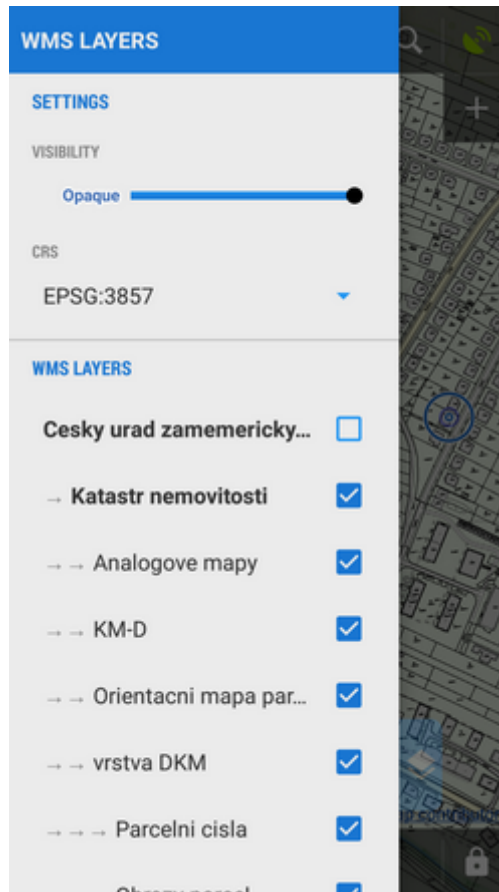 WMS LAYERS
SETTINGS
VISIBILITY
Opaque
CRS
EPSG:3857
WMS LAYERS
Cesky urad zamemericky...
→ Katastr nemovitosti
→ → Analogove mapy
→ → KM-D
→ → Orientacni mapa par...
→ → vrstva DKM
→ → → Parcelni cisla